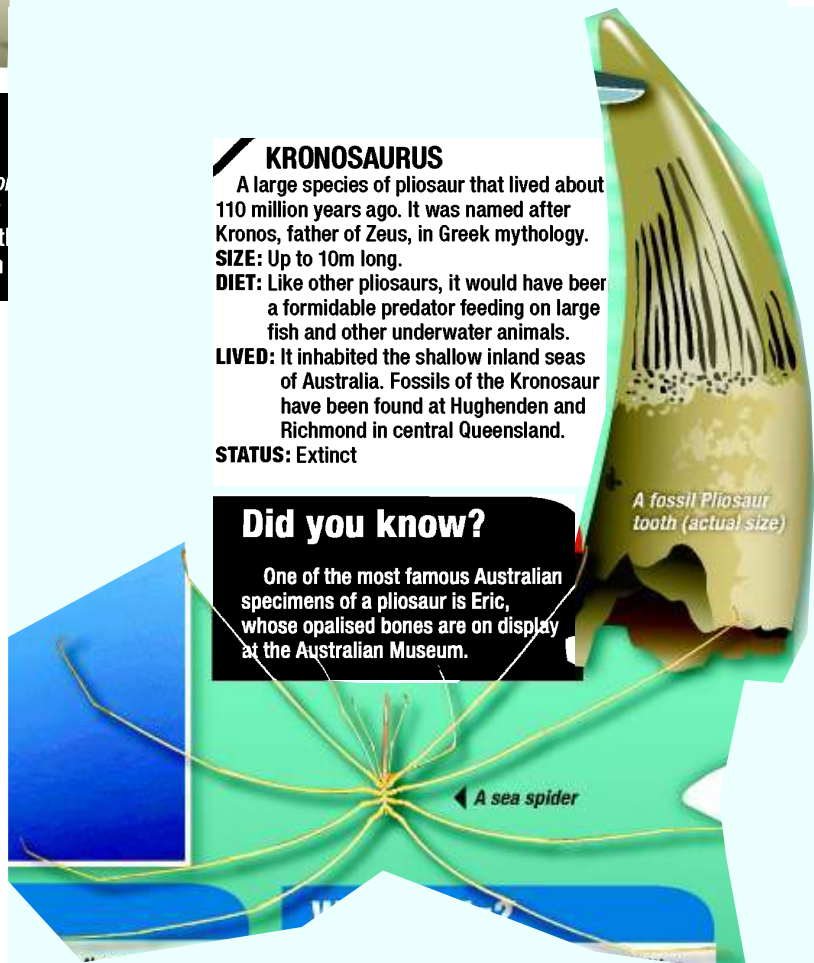 KRONOSAURUS
A large species of pliosaur that lived about
110 million years ago. It was named after
Kronos, father of Zeus, in Greek mythology.
SIZE: Up to 10m long.
DIET: Like other pliosaurs, it would have been
a formidable predator feeding on large
fish and other underwater animals.
LIVED: It inhabited the shallow inland seas
of Australia. Fossils of the Kronosaur
have been found at Hughenden and
Richmond in central Queensland.
STATUS: Extinct
A fossil Pliosaur
tooth (actual size)
Did you know?
One of the most famous Australian
specimens of a pliosaur is Eric,
whose opalised bones are on display
at the Australian Museum.
A sea spider